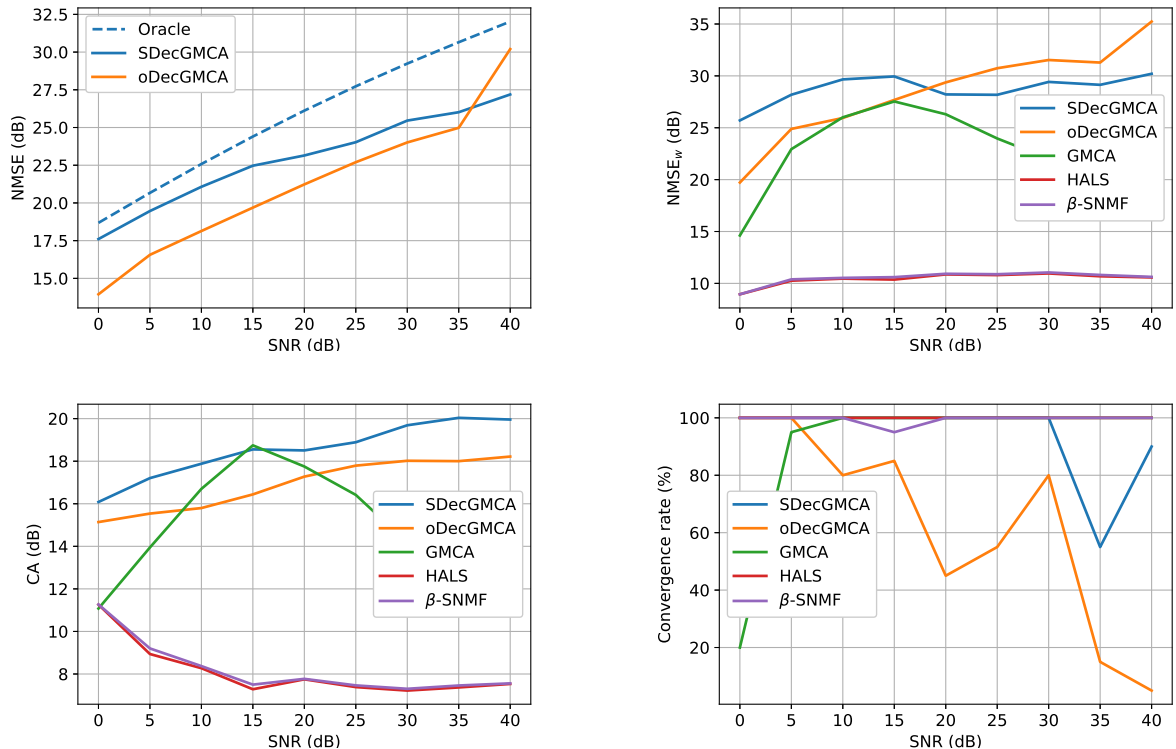 32.5
30.0
27.5
25.0
22.5
20.0
17.5
15.0
NMSE (dB)
Oracle
SDecGMCA
oDecGMCA
0 5 10 15 20 25 30 35 40
SNR (dB)
35
30
25
20
15
10
NMSE_w (dB)
SDecGMCA
oDecGMCA
GMCA
HALS
β-SNMF
0 5 10 15 20 25 30 35 40
SNR (dB)
20
18
16
14
12
10
8
CA (dB)
SDecGMCA
oDecGMCA
GMCA
HALS
β-SNMF
0 5 10 15 20 25 30 35 40
SNR (dB)
100
80
60
40
20
Convergence rate (%)
SDecGMCA
oDecGMCA
GMCA
HALS
β-SNMF
0 5 10 15 20 25 30 35 40
SNR (dB)